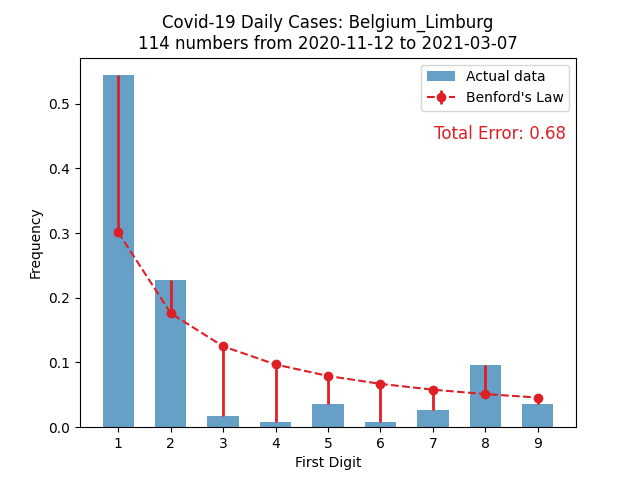 Covid-19 Daily Cases: Belgium_Limburg
114 numbers from 2020-11-12 to 2021-03-07
Actual data
Benford's Law
Total Error: 0.68
Frequency
0.5
0.4
0.3
0.2
0.1
0.0
1 2 3 4 5 6 7 8 9
First Digit